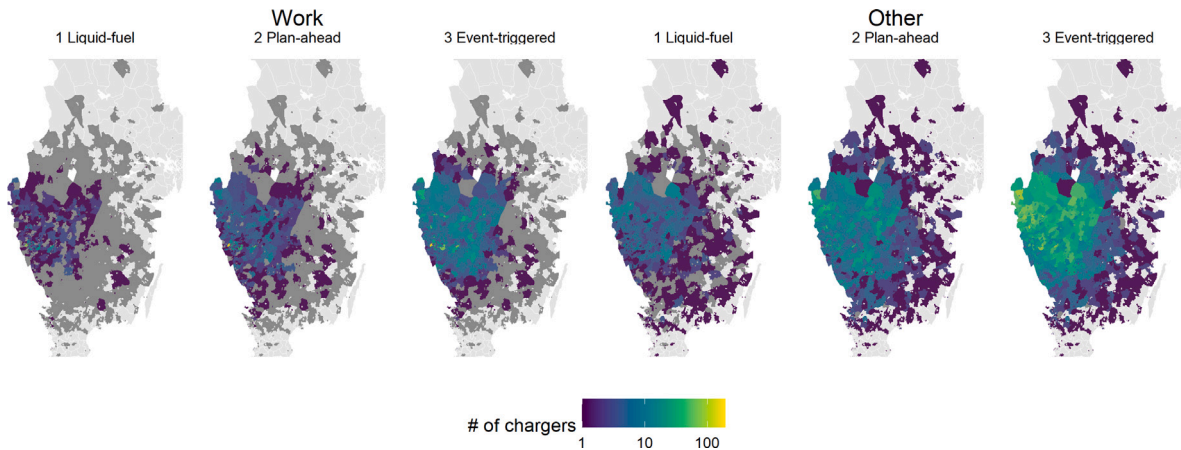 Work
Other
1 Liquid-fuel
2 Plan-ahead
3 Event-triggered
1 Liquid-fuel
2 Plan-ahead
3 Event-triggered
# of chargers
1
10
100